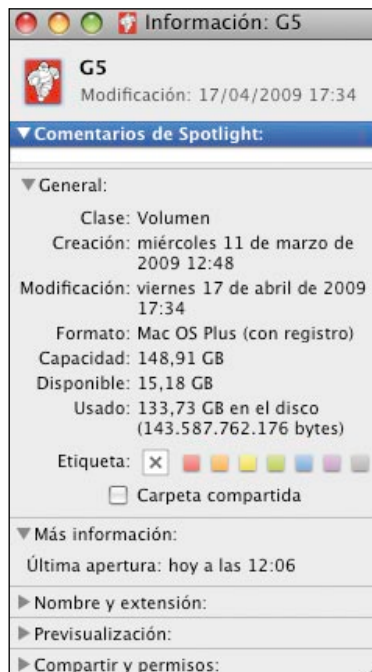 Información: G5
G5
Modificación: 17/04/2009 17:34
Comentarios de Spotlight:
General:
Clase: Volumen
Creación: miércoles 11 de marzo de
2009 12:48
Modificación: viernes 17 de abril de 2009
17:34
Formato: Mac OS Plus (con registro)
Capacidad: 148,91 GB
Disponible: 15,18 GB
Usado: 133,73 GB en el disco
(143.587.762.176 bytes)
Etiqueta:
Carpeta compartida
Más información:
Última apertura: hoy a las 12:06
Nombre y extensión:
Previsualización:
Compartir y permisos: